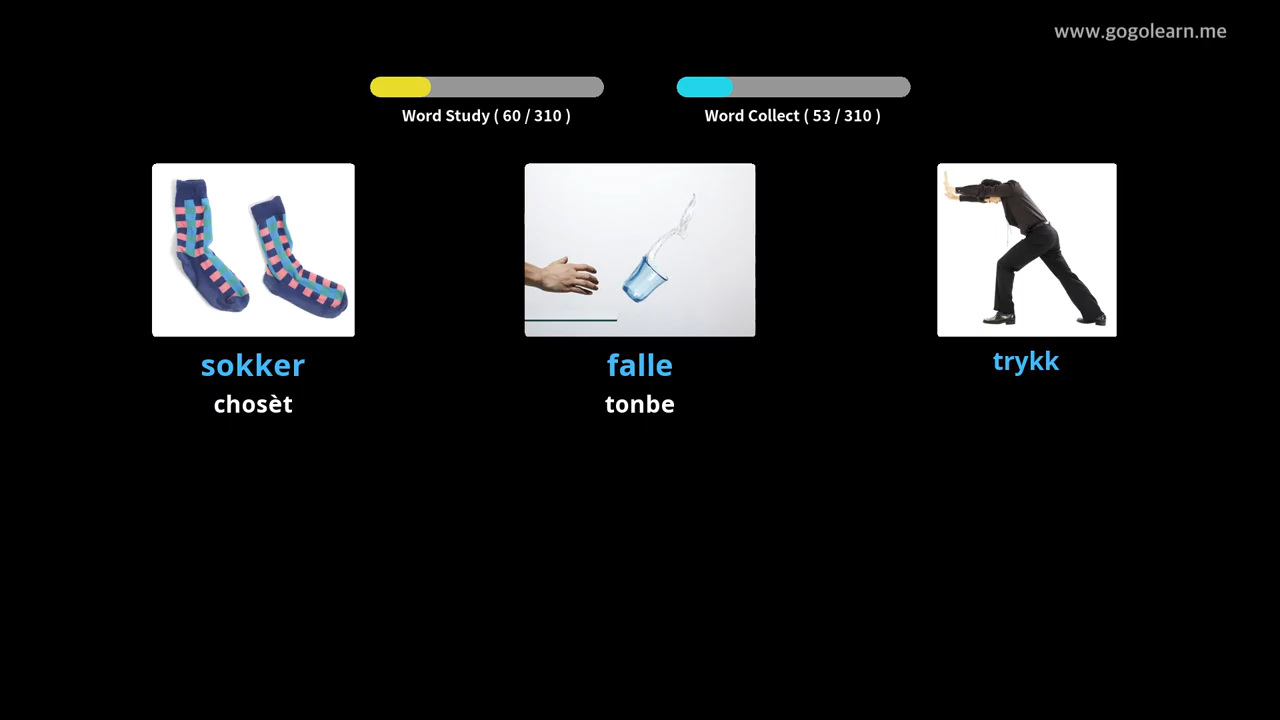 www.gogolearn.me
Word Study ( 60 / 310 )
Word Collect ( 53 / 310 )
sokker
falle
trykk
chosèt
tonbe